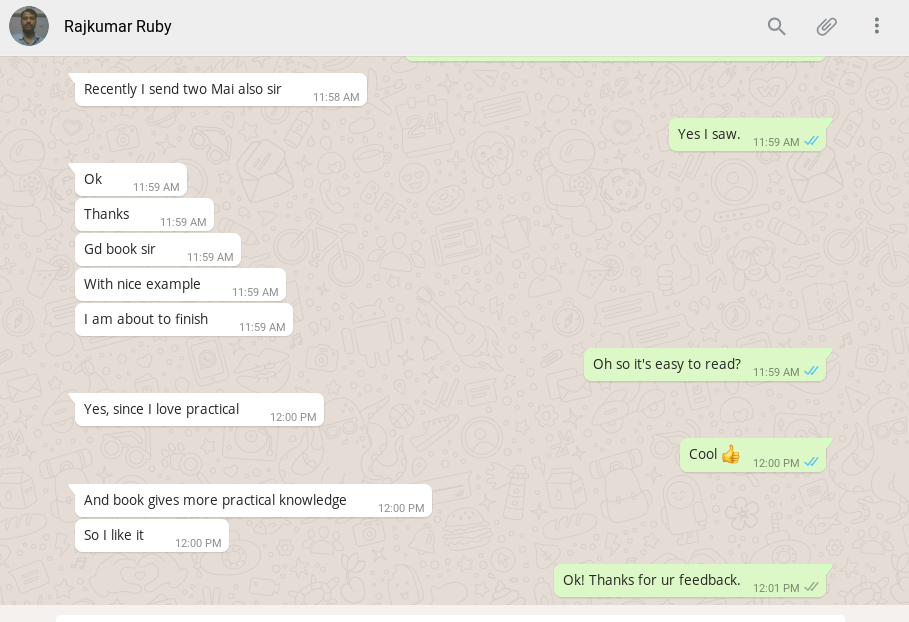 Rajkumar Ruby
Recently I send two Mai also sir 11:58 AM
Yes I saw. 11:59 AM
Ok 11:59 AM
Thanks 11:59 AM
Gd book sir 11:59 AM
With nice example 11:59 AM
I am about to finish 11:59 AM
Oh so it's easy to read? 11:59 AM
Yes, since I love practical 12:00 PM
Cool 👍 12:00 PM
And book gives more practical knowledge 12:00 PM
So I like it 12:00 PM
Ok! Thanks for ur feedback. 12:01 PM